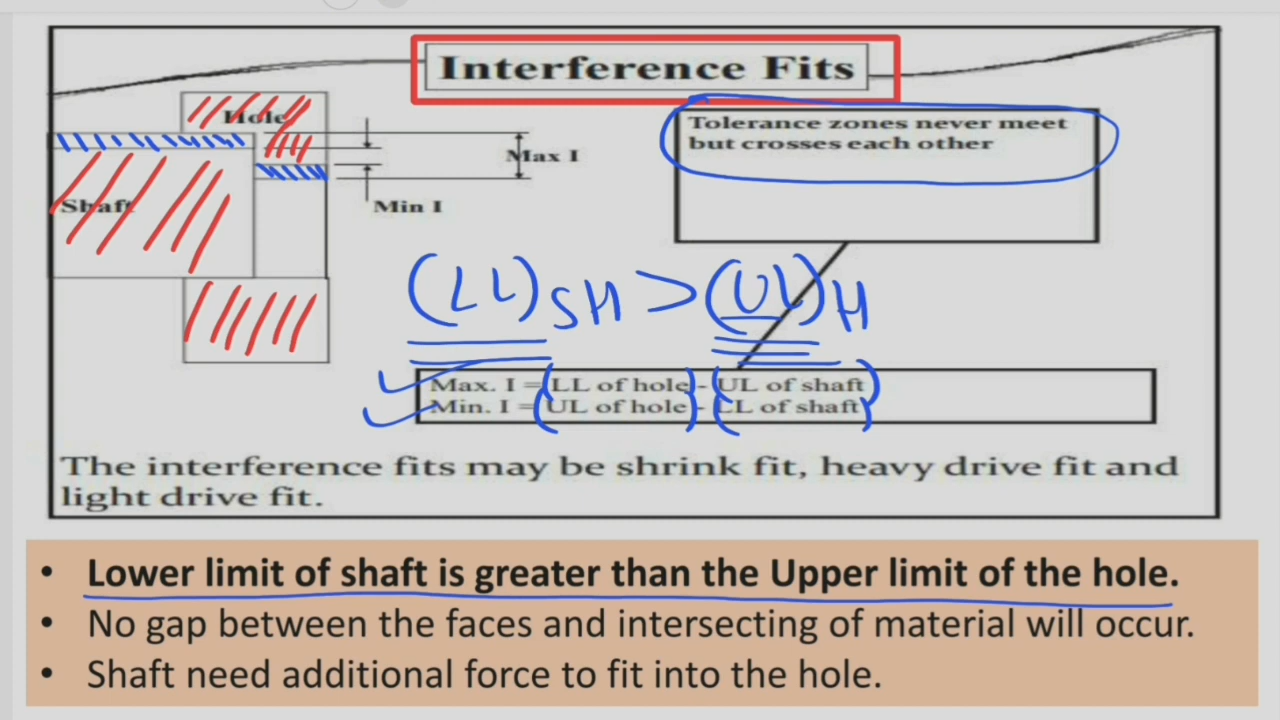 Interference Fits
Hole
Tolerance zones never meet
but crosses each other
Max I
Shaft
Min I
(LL)SH > (UL)H
Max. I = LL of hole - UL of shaft
Min. I = UL of hole - LL of shaft
The interference fits may be shrink fit, heavy drive fit and
light drive fit.
• Lower limit of shaft is greater than the Upper limit of the hole.
• No gap between the faces and intersecting of material will occur.
• Shaft need additional force to fit into the hole.